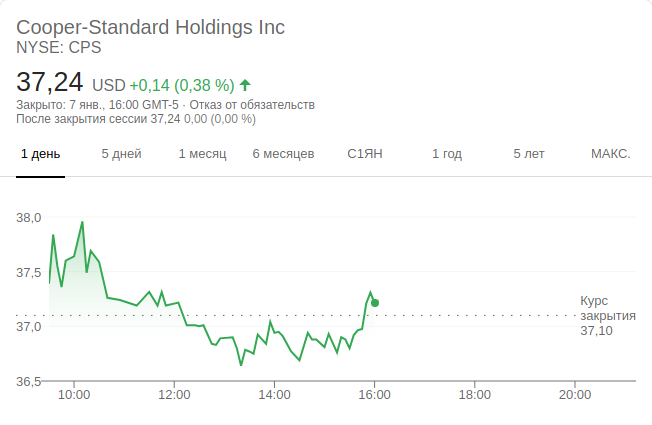 Cooper-Standard Holdings Inc
NYSE: CPS
37,24 USD +0,14 (0,38 %)
Закрыто: 7 янв., 16:00 GMT-5 · Отказ от обязательств
После закрытия сессии 37,24 0,00 (0,00 %)
1 день 5 дней 1 месяц 6 месяцев С1ЯН 1 год 5 лет МАКС.
38,0
37,5
Курс
закрытия
37,10
37,0
36,5
10:00 12:00 14:00 16:00 18:00 20:00